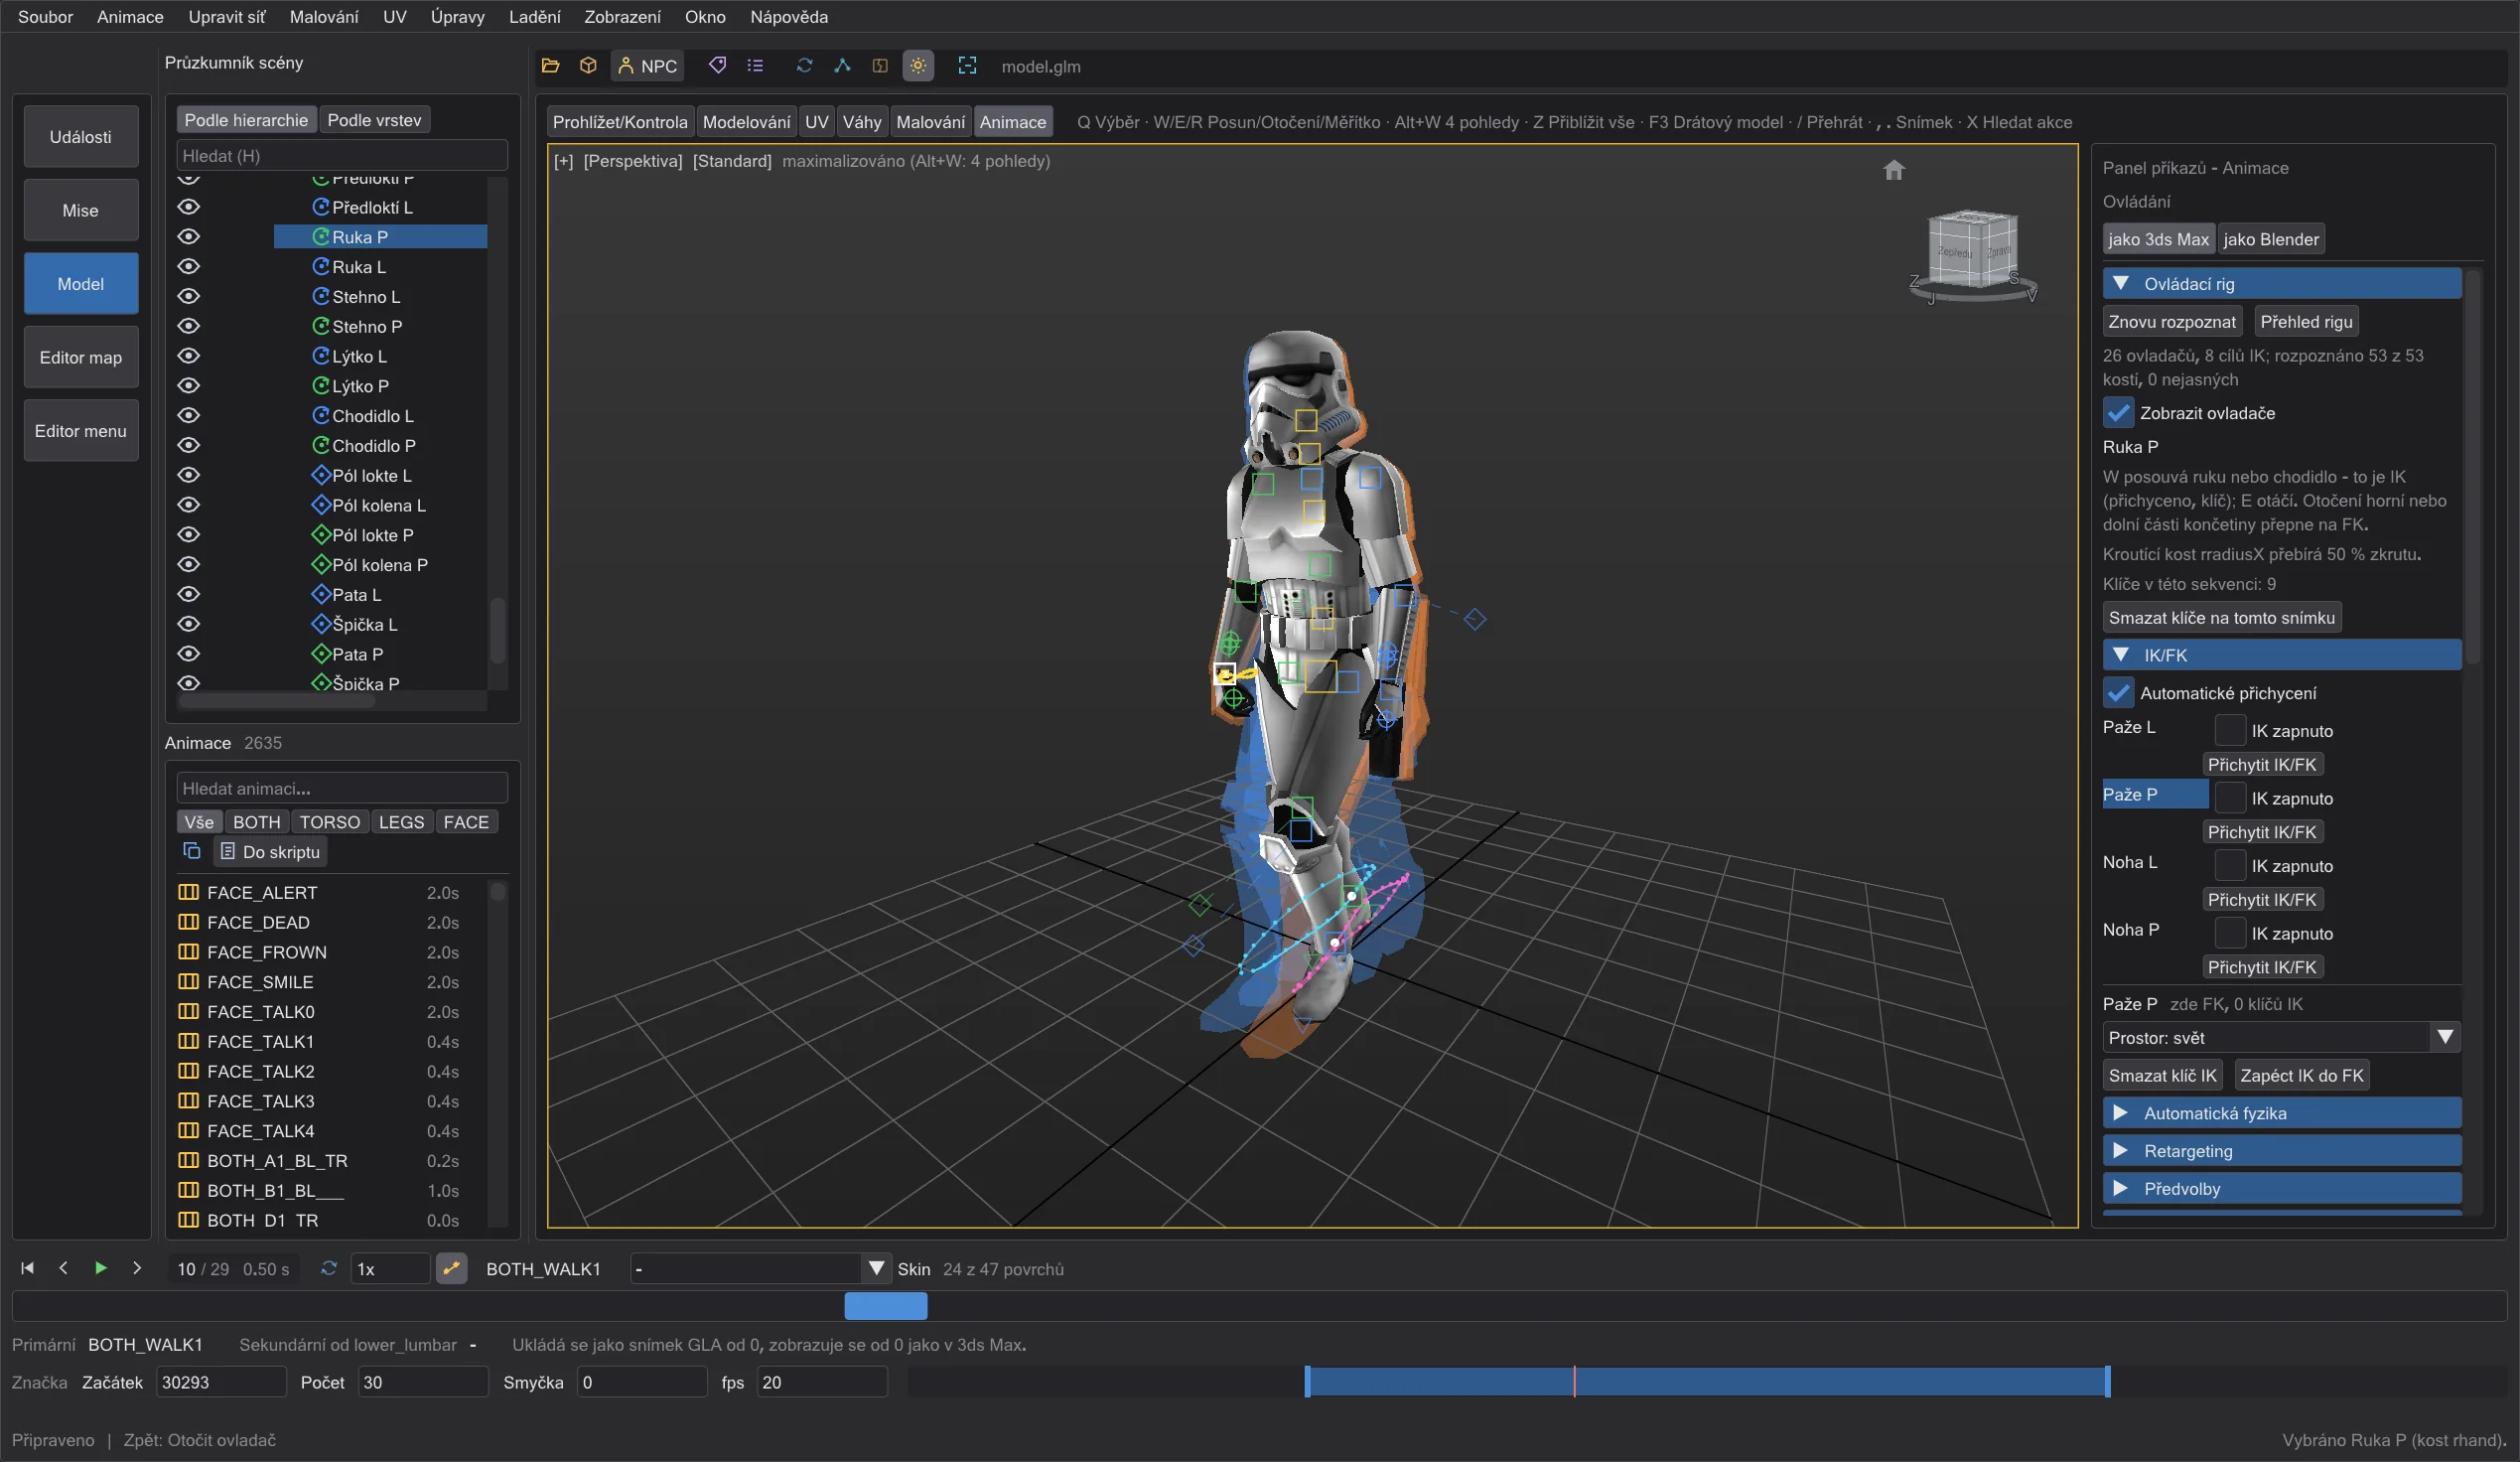 Soubor Animace Upravit síť Malování UV Úpravy Ladění Zobrazení Okno Nápověda
Průzkumník scény
NPC model.glm
Události
Mise
Model
Editor map
Editor menu
Podle hierarchie Podle vrstev
Hledat (H)
Předloktí P
Předloktí L
Ruka P
Ruka L
Stehno L
Stehno P
Lýtko L
Lýtko P
Chodidlo L
Chodidlo P
Pól lokte L
Pól kolena L
Pól lokte P
Pól kolena P
Pata L
Špička L
Pata P
Špička P
Animace 2635
Hledat animaci...
Vše BOTH TORSO LEGS FACE
Do skriptu
FACE_ALERT 2.0s
FACE_DEAD 2.0s
FACE_FROWN 2.0s
FACE_SMILE 2.0s
FACE_TALK0 2.0s
FACE_TALK1 0.4s
FACE_TALK2 0.4s
FACE_TALK3 0.4s
FACE_TALK4 0.4s
BOTH_A1_BL_TR 0.2s
BOTH_B1_BL___ 1.0s
BOTH_D1_TR 0.0s
Prohlížet/Kontrola Modelování UV Váhy Malování Animace Q Výběr · W/E/R Posun/Otočení/Měřítko · Alt+W 4 pohledy · Z Přiblížit vše · F3 Drátový model · / Přehrát · , . Snímek · X Hledat akce
[+] [Perspektiva] [Standard] maximalizováno (Alt+W: 4 pohledy)
Zepředu Zprava
Z J S V
Panel příkazů - Animace
Ovládání
jako 3ds Max jako Blender
Ovládací rig
Znovu rozpoznat Přehled rigu
26 ovladačů, 8 cílů IK; rozpoznáno 53 z 53
kostí, 0 nejasných
Zobrazit ovladače
Ruka P
W posouvá ruku nebo chodidlo - to je IK
(přichyceno, klíč); E otáčí. Otočení horní nebo
dolní části končetiny přepne na FK.
Kroutící kost rradiusX přebírá 50 % zkrutu.
Klíče v této sekvenci: 9
Smazat klíče na tomto snímku
IK/FK
Automatické přichycení
Paže L IK zapnuto
Přichytit IK/FK
Paže P IK zapnuto
Přichytit IK/FK
Noha L IK zapnuto
Přichytit IK/FK
Noha P IK zapnuto
Přichytit IK/FK
Paže P zde FK, 0 klíčů IK
Prostor: svět
Smazat klíč IK Zapéct IK do FK
Automatická fyzika
Retargeting
Předvolby
10 / 29 0.50 s 1x BOTH_WALK1 - Skin 24 z 47 povrchů
Primární BOTH_WALK1 Sekundární od lower_lumbar - Ukládá se jako snímek GLA od 0, zobrazuje se od 0 jako v 3ds Max.
Značka Začátek 30293 Počet 30 Smyčka 0 fps 20
Připraveno | Zpět: Otočit ovladač
Vybráno Ruka P (kost rhand).